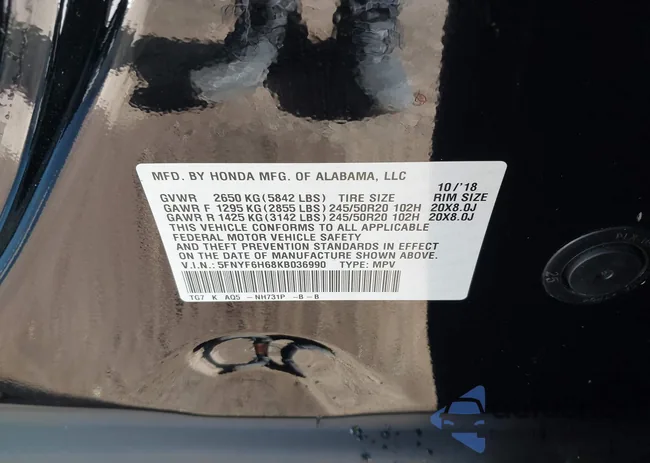 MFD. BY HONDA MFG. OF ALABAMA, LLC 10/'18
GVWR 2650 KG(5842 LBS) TIRE SIZE RIM SIZE
GAWR F 1295 KG(2855 LBS)245/50R20 102H 20X8.0J
GAWR R 1425 KG(3142 LBS)245/50R20 102H 20X8.0J
THIS VEHICLE CONFORMS TO ALL APPLICABLE
FEDERAL MOTOR VEHICLE SAFETY
AND THEFT PREVENTION STANDARDS IN EFFECT
ON THE DATE OF MANUFACTURE SHOWN ABOVE.
V.I.N.: 5FNYF6H68KB036990 TYPE: MPV
TG7 K AQ5 -NH731P -B-B